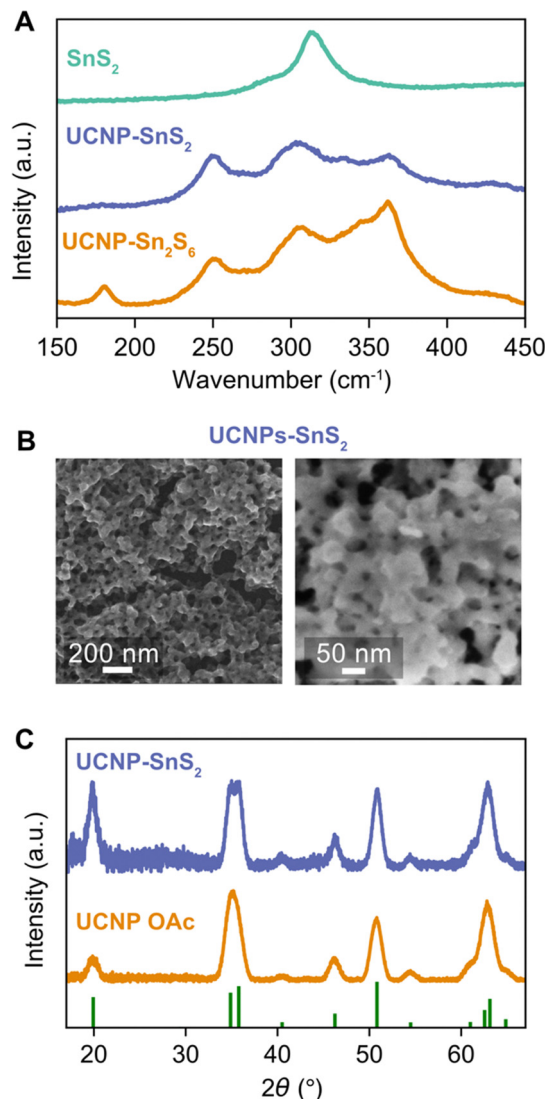 A
SnS₂
UCNP-SnS₂
UCNP-Sn₂S₆
Intensity (a.u.)
150 200 250 300 350 400 450
Wavenumber (cm⁻¹)
B
UCNPs-SnS₂
200 nm
50 nm
C
UCNP-SnS₂
UCNP OAc
Intensity (a.u.)
20 30 40 50 60
2θ (°)